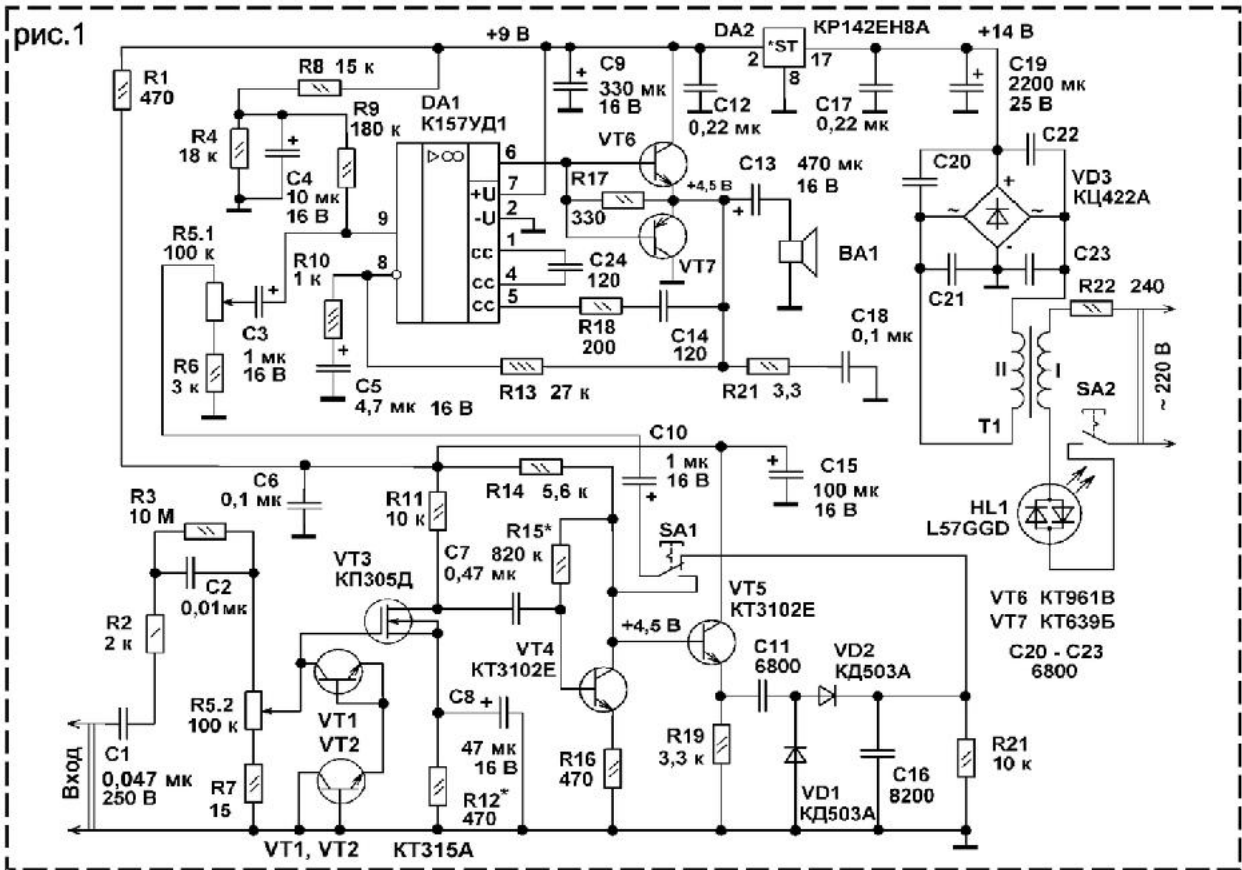 рис.1
+9 В
DA2
КР142ЕН8А
+14 В
*ST
2
17
8
R1
470
R8 15 к
R4
18 к
C4
10 мк
16 В
R9
180 к
DA1
К157УД1
▷∞
+U
-U
CC
CC
CC
6
7
2
1
4
5
9
8
C9
330 мк
16 В
C12
0,22 мк
C17
0,22 мк
C19
2200 мк
25 В
VT6
R17
330
+4,5 В
C13
470 мк
16 В
VT7
BA1
C20
C22
VD3
КЦ422А
+
~
~
-
C21
C23
R22 240
R5.1
100 к
R10
1 к
C3
1 мк
16 В
R6
3 к
C5
4,7 мк 16 В
C24
120
R18
200
C14
120
R13 27 к
R21 3,3
C18
0,1 мк
II
I
T1
~ 220 В
SA2
HL1
L57GGD
C6
0,1 мк
R11
10 к
R14 5,6 к
C10
1 мк
16 В
C15
100 мк
16 В
R3
10 М
C2
0,01мк
R2
2 к
VT3
КП305Д
C7
0,47 мк
R15*
820 к
SA1
VT5
КТ3102Е
VT4
КТ3102Е
+4,5 В
C11
6800
VD2
КД503А
VT6 КТ961В
VT7 КТ639Б
C20 - C23
6800
R5.2
100 к
VT1
VT2
C8
47 мк
16 В
Вход
C1
0,047 мк
250 В
R7
15
R12*
470
R16
470
R19
3,3 к
VD1
КД503А
C16
8200
R21
10 к
VT1, VT2 КТ315А